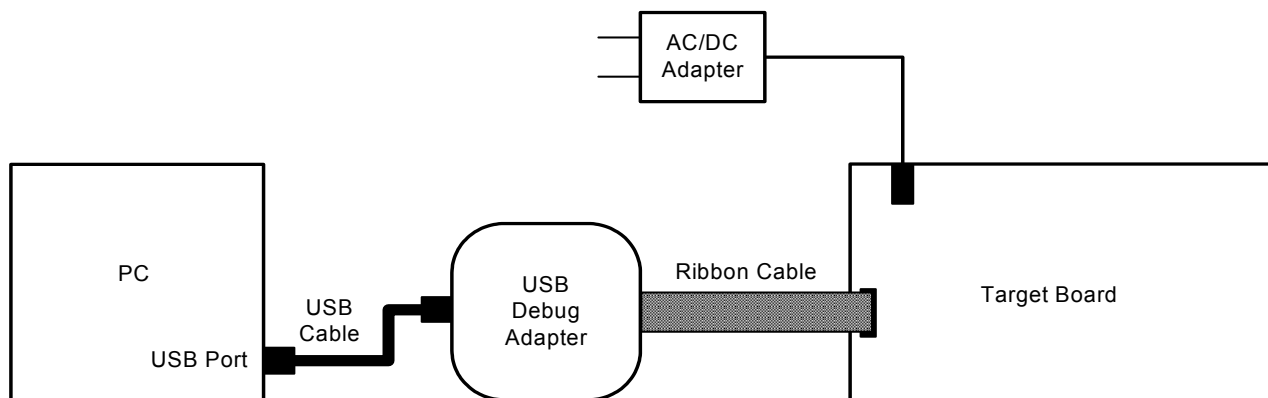 AC/DC
Adapter
PC
USB
Cable
USB Port
USB
Debug
Adapter
Ribbon Cable
Target Board